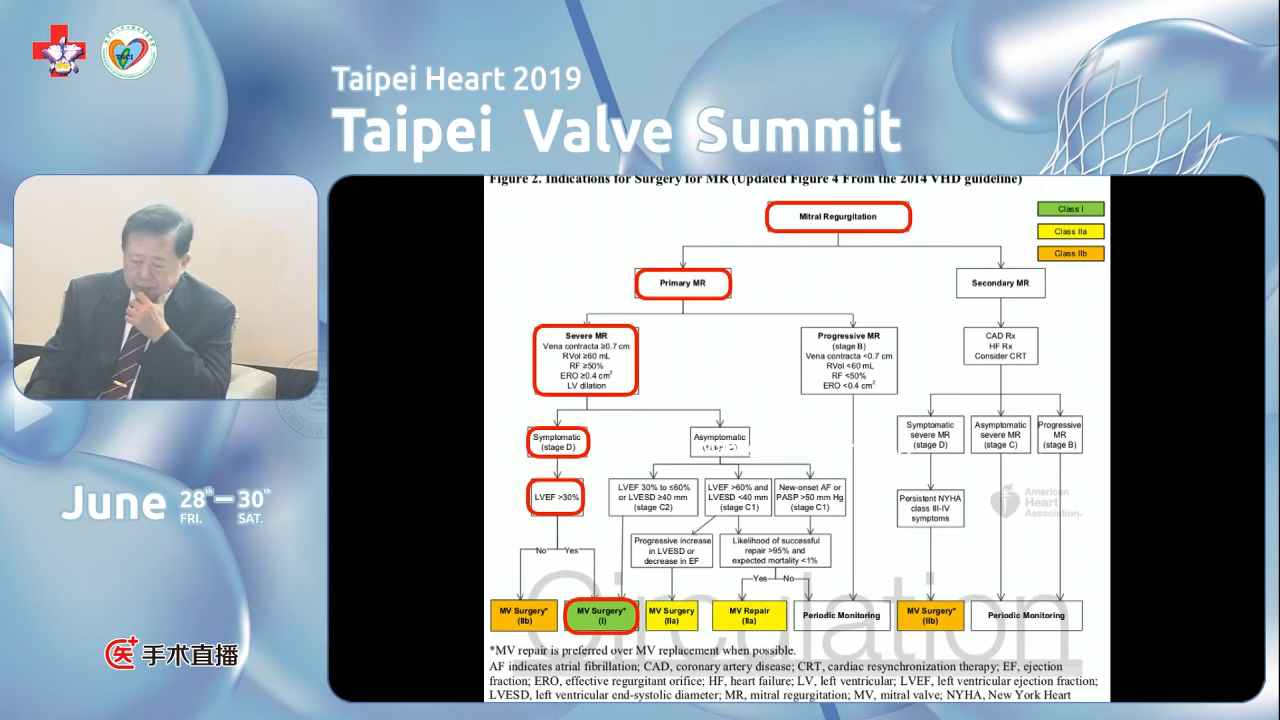 Taipei Heart 2019
Taipei Valve Summit
TSCI
Figure 2. Indications for Surgery for MR (Updated Figure 4 From the 2014 VHD guideline)
Class I
Class IIa
Class IIb
Mitral Regurgitation
Primary MR
Secondary MR
Severe MR
Vena contracta ≥0.7 cm
RVol ≥60 mL
RF ≥50%
ERO ≥0.4 cm²
LV dilation
Progressive MR
(stage B)
Vena contracta <0.7 cm
RVol <60 mL
RF <50%
ERO <0.4 cm²
CAD Rx
HF Rx
Consider CRT
Symptomatic
(stage D)
Asymptomatic
Symptomatic
severe MR
(stage D)
Asymptomatic
severe MR
(stage C)
Progressive
MR
(stage B)
LVEF >30%
LVEF 30% to ≤60%
or LVESD ≥40 mm
(stage C2)
LVEF >60% and
LVESD <40 mm
(stage C1)
New-onset AF or
PASP >50 mm Hg
(stage C1)
Persistent NYHA
class III-IV
symptoms
American
Heart
Association®
No
Yes
Progressive increase
in LVESD or
decrease in EF
Likelihood of successful
repair >95% and
expected mortality <1%
Yes
No
Circulation
MV Surgery*
(IIb)
MV Surgery*
(I)
MV Surgery
(IIa)
MV Repair
(IIa)
Periodic Monitoring
MV Surgery*
(IIb)
Periodic Monitoring
*MV repair is preferred over MV replacement when possible.
AF indicates atrial fibrillation; CAD, coronary artery disease; CRT, cardiac resynchronization therapy; EF, ejection
fraction; ERO, effective regurgitant orifice; HF, heart failure; LV, left ventricular; LVEF, left ventricular ejection fraction;
LVESD, left ventricular end-systolic diameter; MR, mitral regurgitation; MV, mitral valve; NYHA, New York Heart
June 28th–30th
FRI. SAT.
医 手术直播